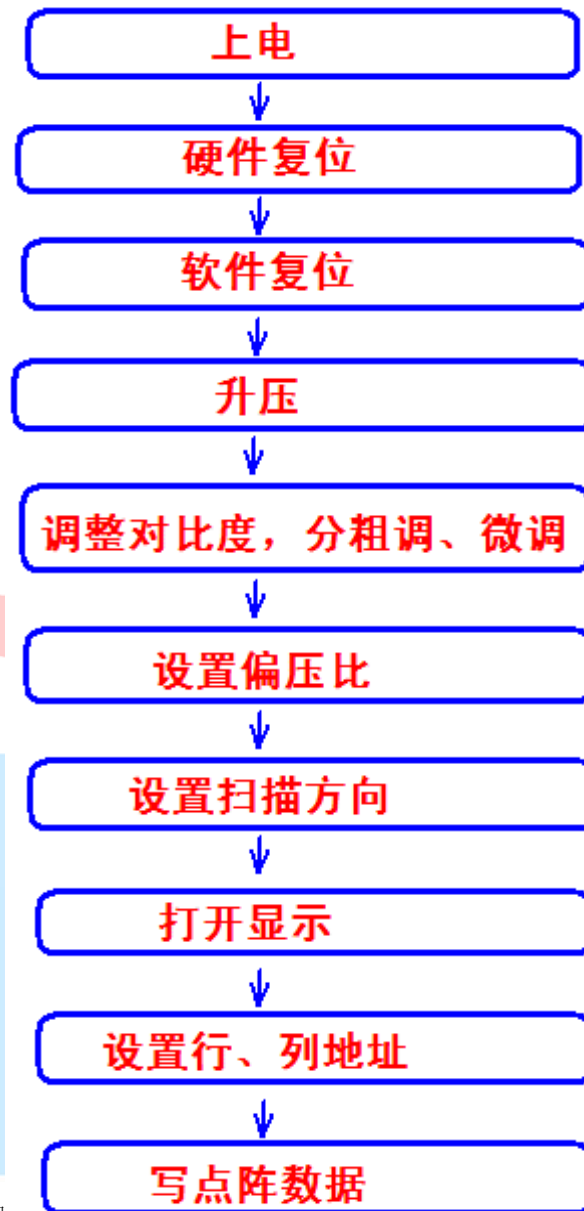 上电
硬件复位
软件复位
升压
调整对比度，分粗调、微调
设置偏压比
设置扫描方向
打开显示
设置行、列地址
写点阵数据